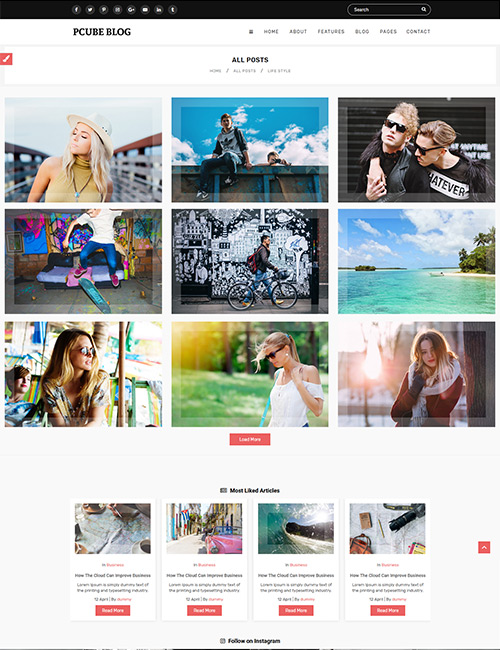 Search
PCUBE BLOG
HOME ABOUT FEATURES BLOG PAGES CONTACT
ALL POSTS
HOME / ALL POSTS / LIFE STYLE
WHATEVER
Load More
Most Liked Articles
In Business
How The Cloud Can Improve Business
Lorem Ipsum is simply dummy text of the printing and typesetting industry.
12 April | By dummy
Read More
In Business
How The Cloud Can Improve Business
Lorem Ipsum is simply dummy text of the printing and typesetting industry.
12 April | By dummy
Read More
In Business
How The Cloud Can Improve Business
Lorem Ipsum is simply dummy text of the printing and typesetting industry.
12 April | By dummy
Read More
In Business
How The Cloud Can Improve Business
Lorem Ipsum is simply dummy text of the printing and typesetting industry.
12 April | By dummy
Read More
Follow on Instagram